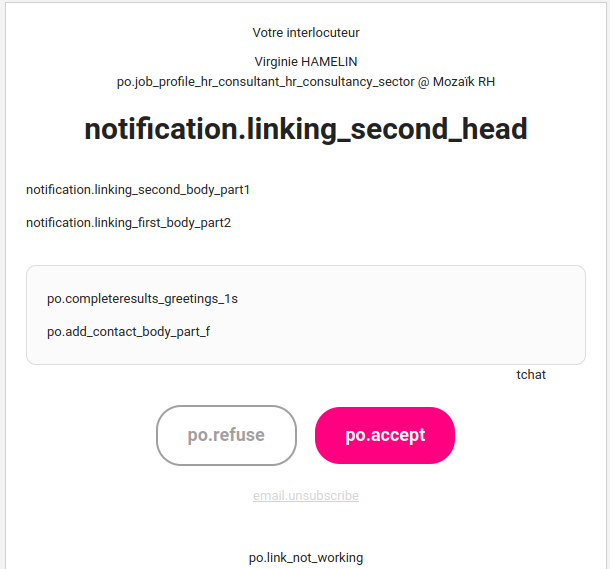 Votre interlocuteur
Virginie HAMELIN
po.job_profile_hr_consultant_hr_consultancy_sector @ Mozaïk RH
notification.linking_second_head
notification.linking_second_body_part1
notification.linking_first_body_part2
po.completeresults_greetings_1s
po.add_contact_body_part_f
tchat
po.refuse
po.accept
email.unsubscribe
po.link_not_working